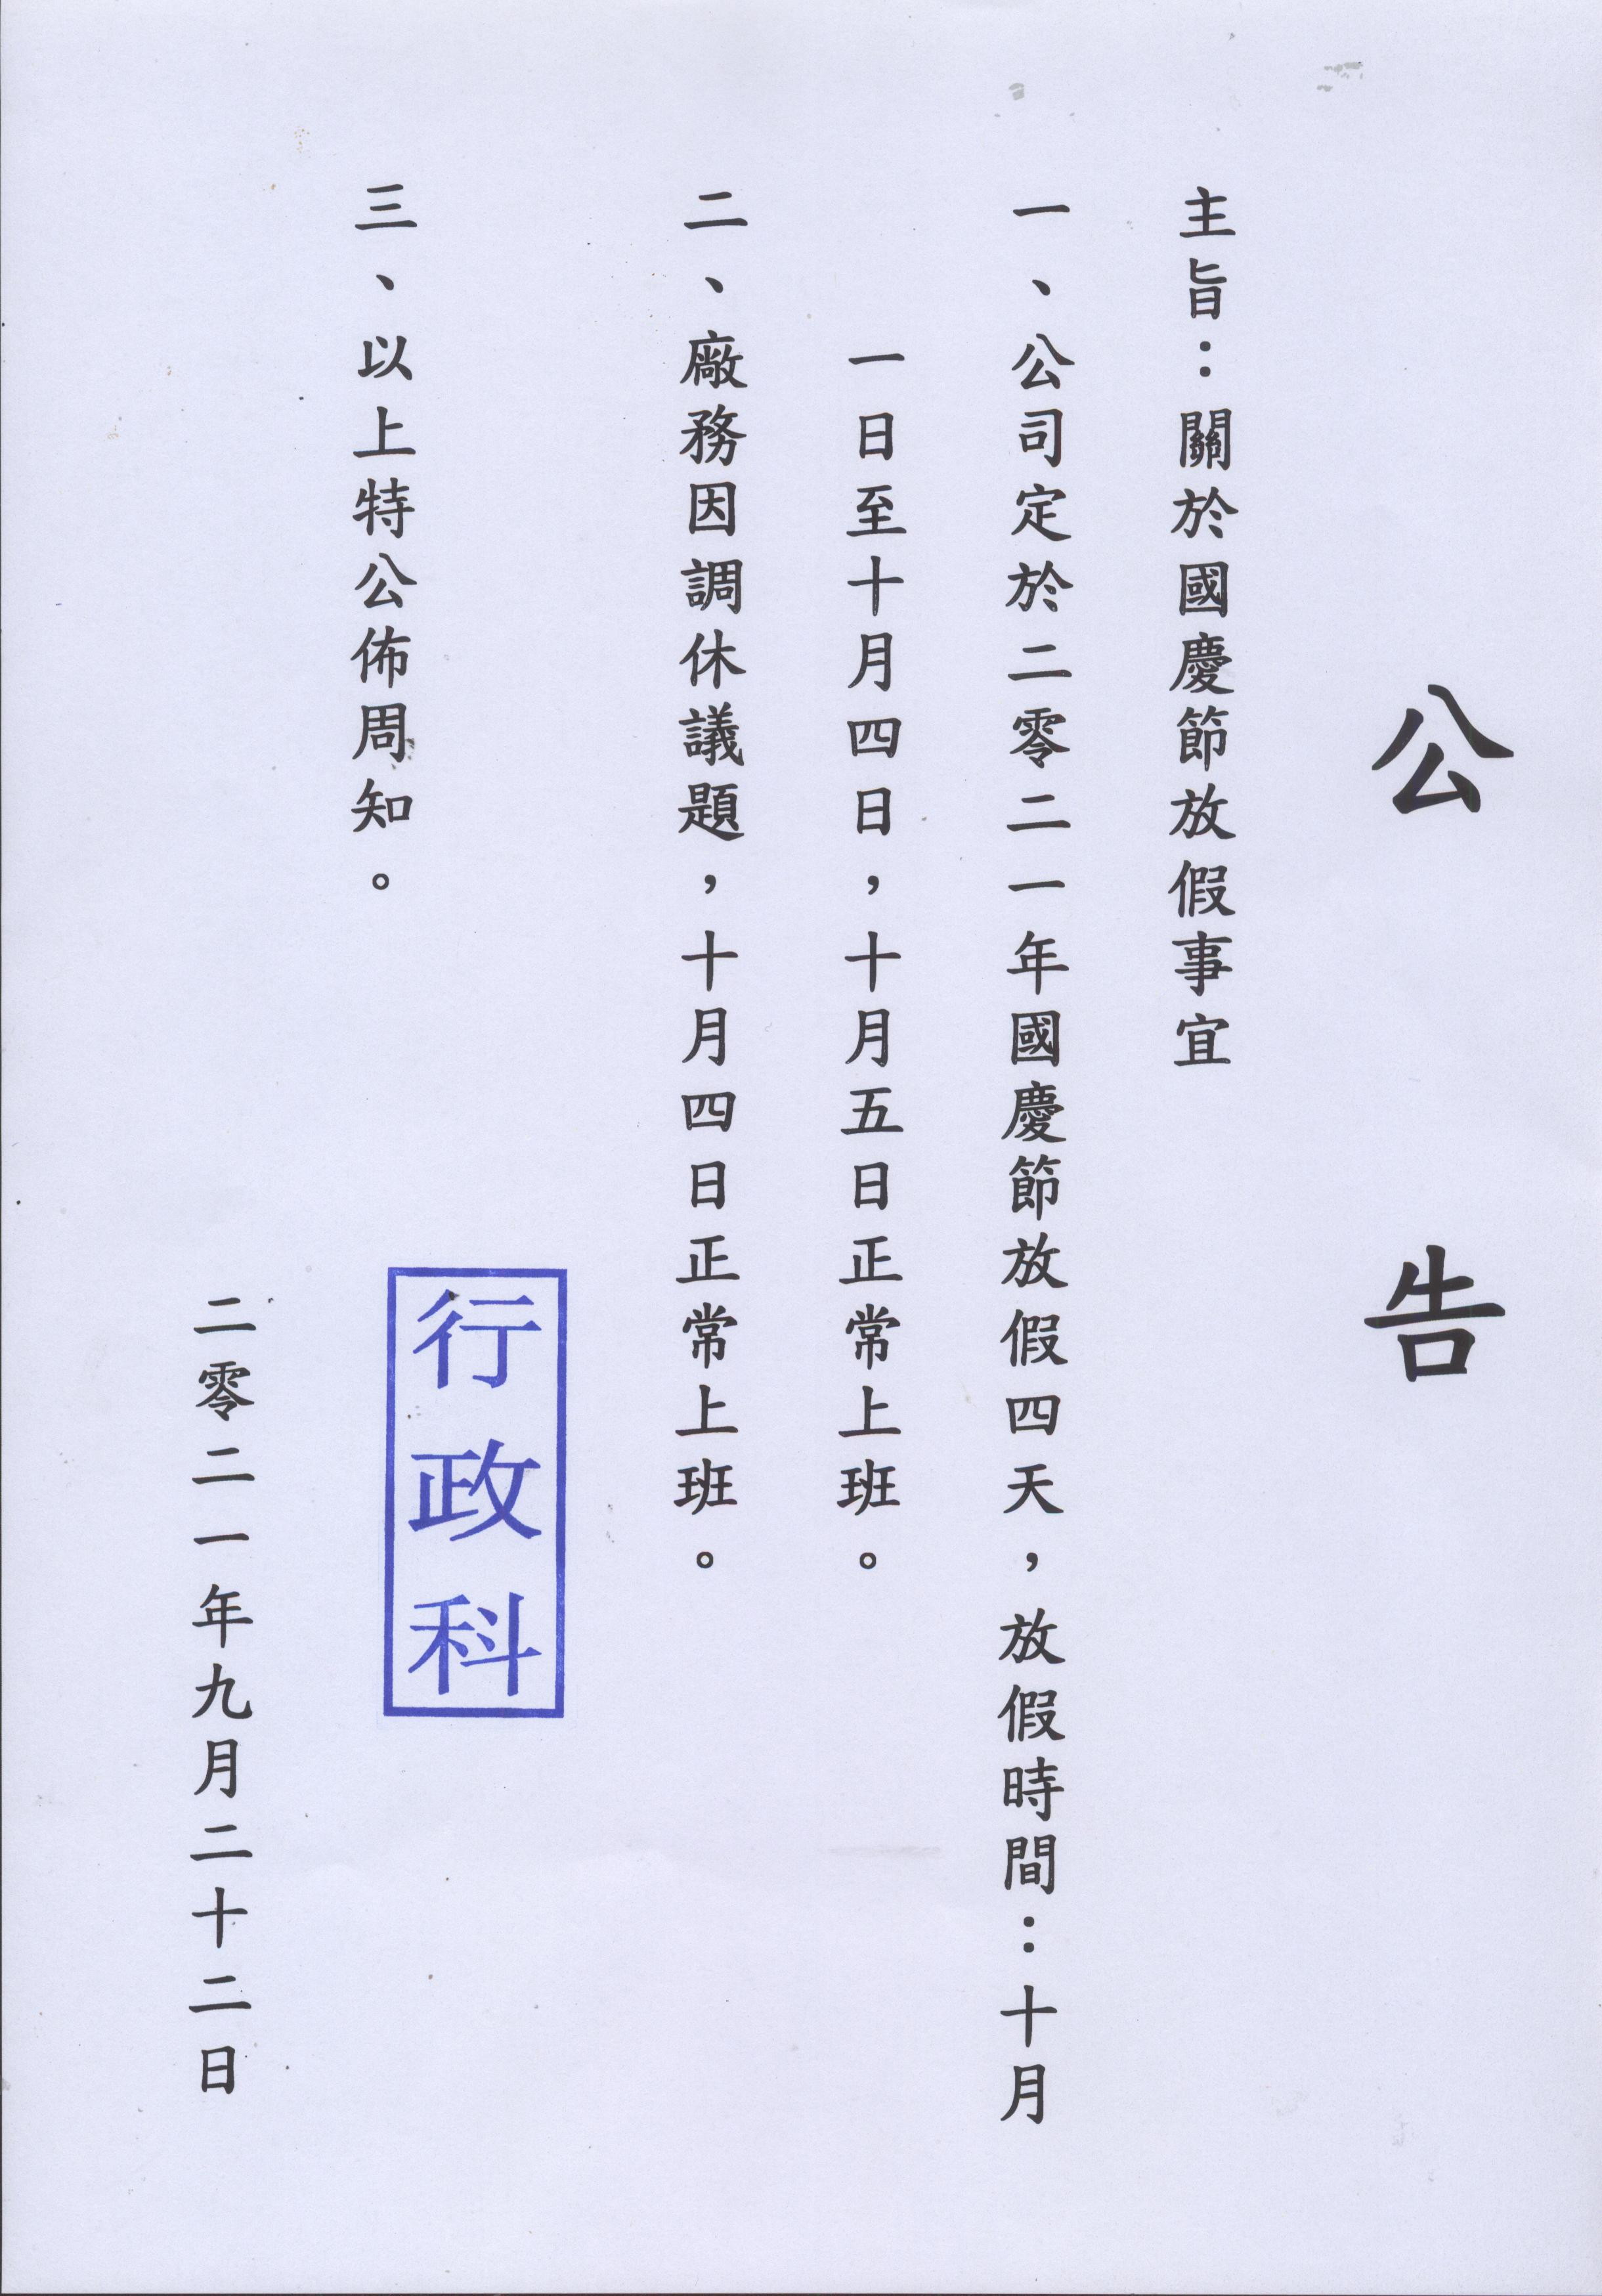 公告
主旨：關於國慶節放假事宜
一、公司定於二零二一年國慶節放假四天，放假時間：十月
一日至十月四日，十月五日正常上班。
二、廠務因調休議題，十月四日正常上班。
三、以上特公佈周知。
行政科
二零二一年九月二十二日